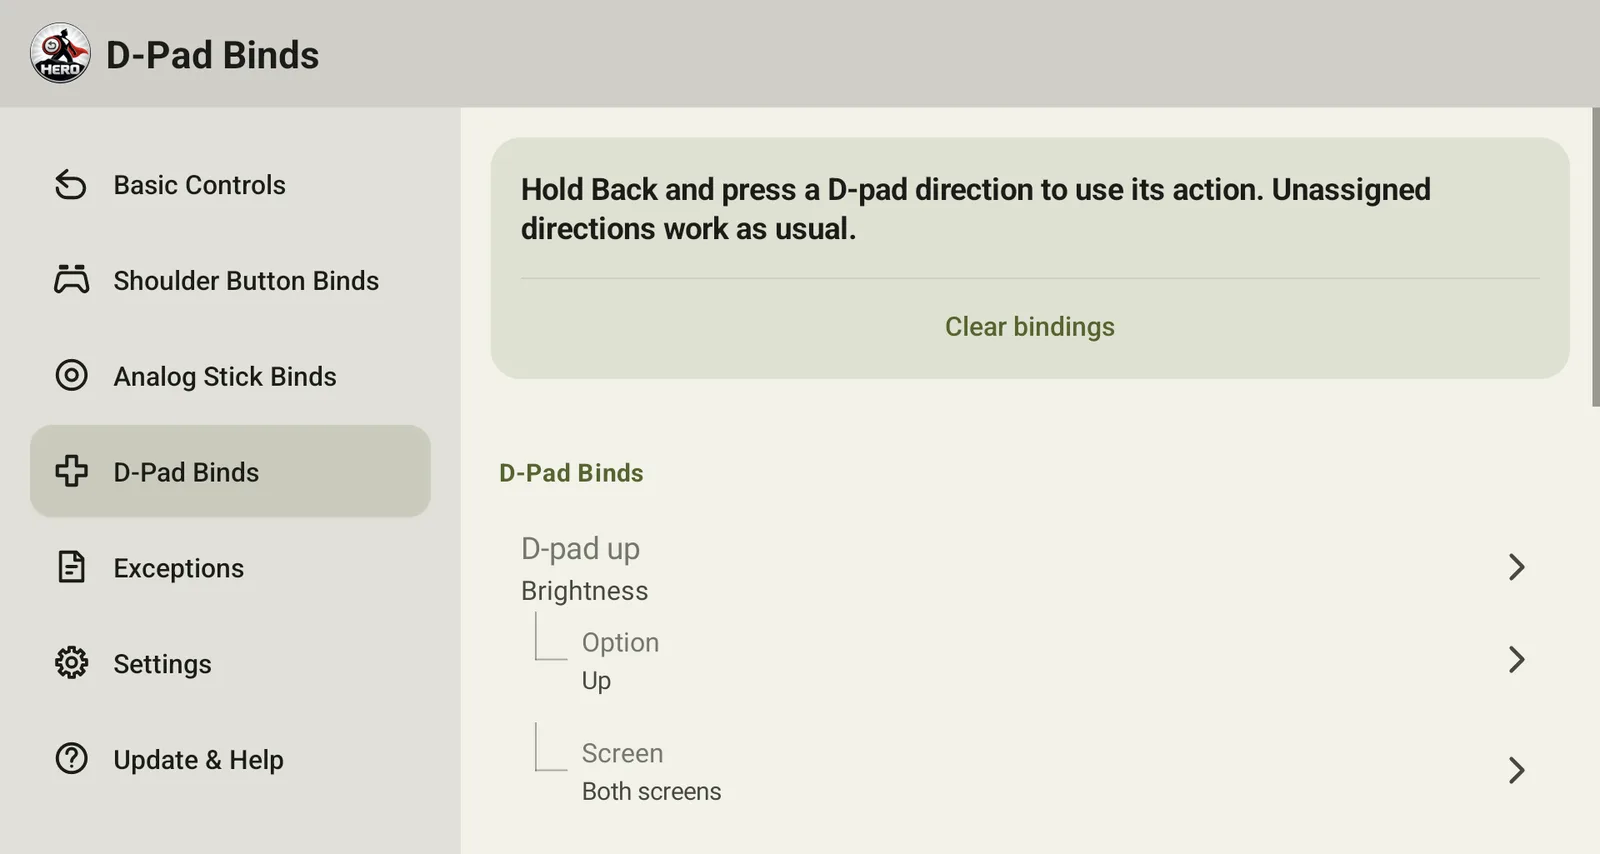 HERO
D-Pad Binds
Basic Controls
Shoulder Button Binds
Analog Stick Binds
D-Pad Binds
Exceptions
Settings
Update & Help
Hold Back and press a D-pad direction to use its action. Unassigned
directions work as usual.
Clear bindings
D-Pad Binds
D-pad up
Brightness
Option
Up
Screen
Both screens